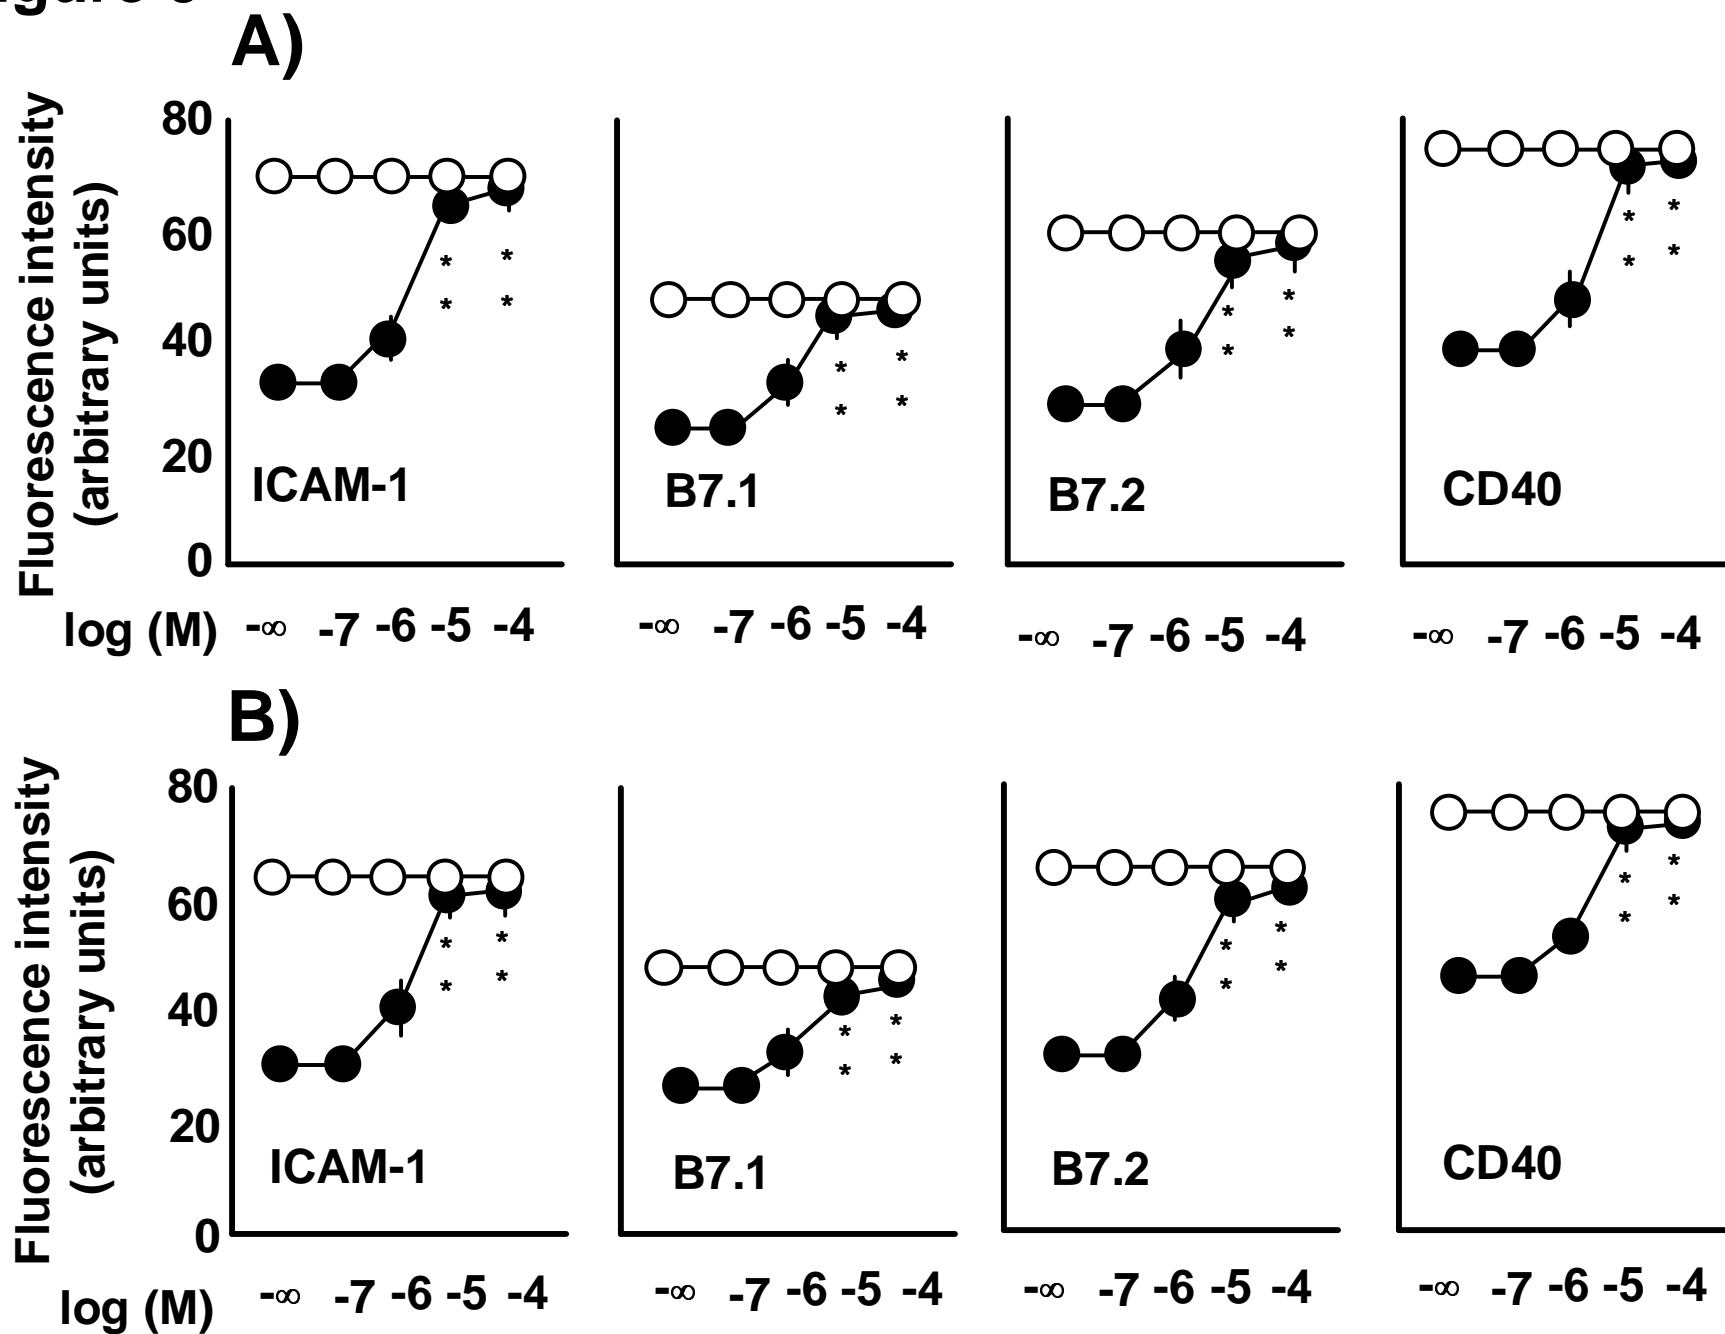 A)
Fluorescence intensity
(arbitrary units)
80
60
40
20
0
ICAM-1
B7.1
B7.2
CD40
* * * * * * * *
* * * * * * * *
log (M) -∞ -7 -6 -5 -4 -∞ -7 -6 -5 -4 -∞ -7 -6 -5 -4 -∞ -7 -6 -5 -4
B)
Fluorescence intensity
(arbitrary units)
80
60
40
20
0
ICAM-1
B7.1
B7.2
CD40
* * * * * * * *
* * * * * * * *
log (M) -∞ -7 -6 -5 -4 -∞ -7 -6 -5 -4 -∞ -7 -6 -5 -4 -∞ -7 -6 -5 -4